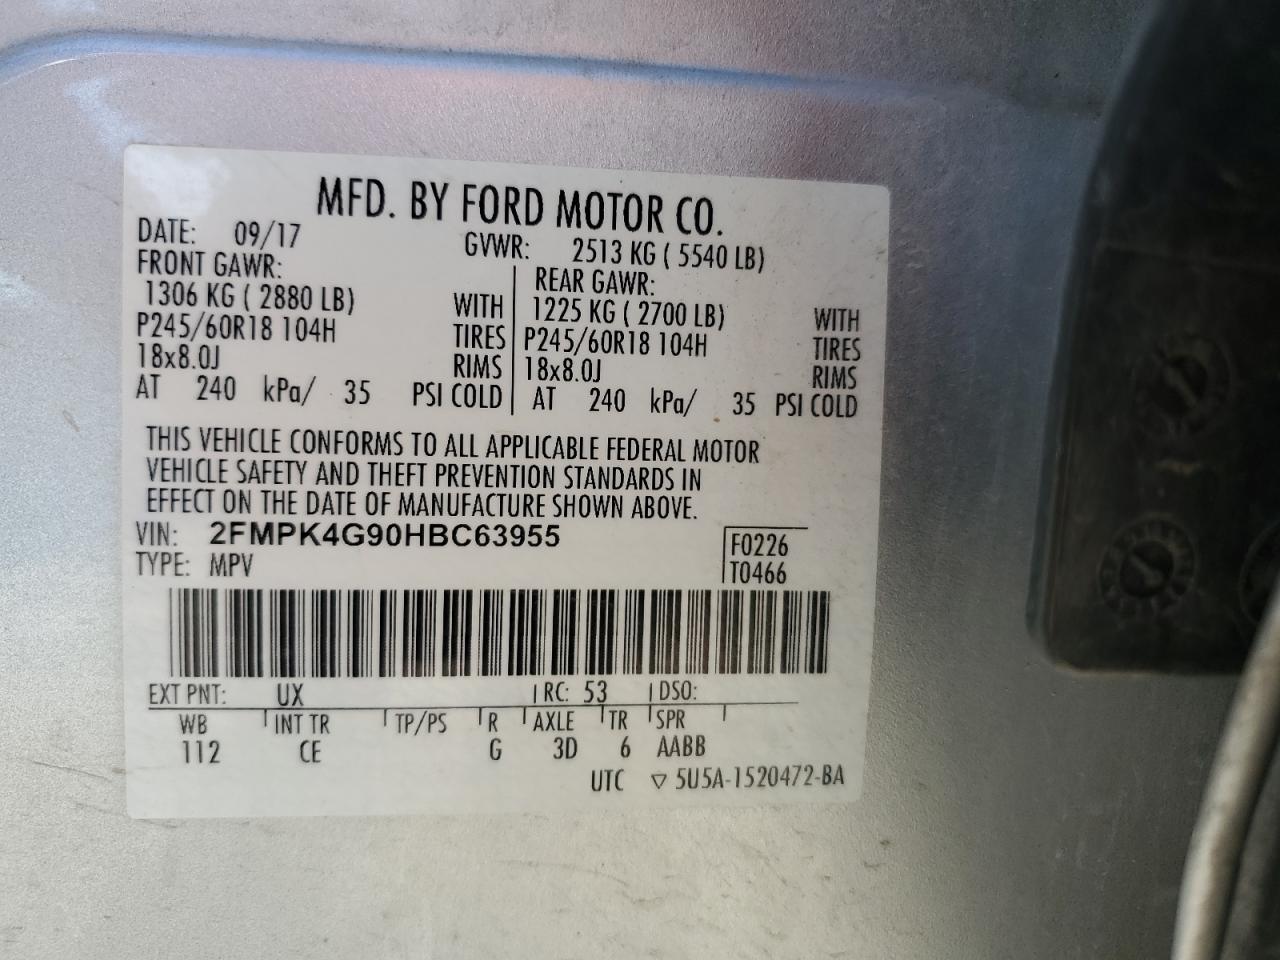 MFD. BY FORD MOTOR CO.
DATE: 09/17 GVWR: 2513 KG ( 5540 LB)
FRONT GAWR: REAR GAWR:
1306 KG ( 2880 LB) WITH 1225 KG ( 2700 LB) WITH
P245/60R18 104H TIRES P245/60R18 104H TIRES
18x8.0J RIMS 18x8.0J RIMS
AT 240 kPa/ 35 PSI COLD AT 240 kPa/ 35 PSI COLD
THIS VEHICLE CONFORMS TO ALL APPLICABLE FEDERAL MOTOR
VEHICLE SAFETY AND THEFT PREVENTION STANDARDS IN
EFFECT ON THE DATE OF MANUFACTURE SHOWN ABOVE.
VIN: 2FMPK4G90HBC63955 F0226
TYPE: MPV T0466
EXT PNT: UX RC: 53 DSO:
WB INT TR TP/PS R AXLE TR SPR
112 CE G 3D 6 AABB
UTC ▽ 5U5A-1520472-BA